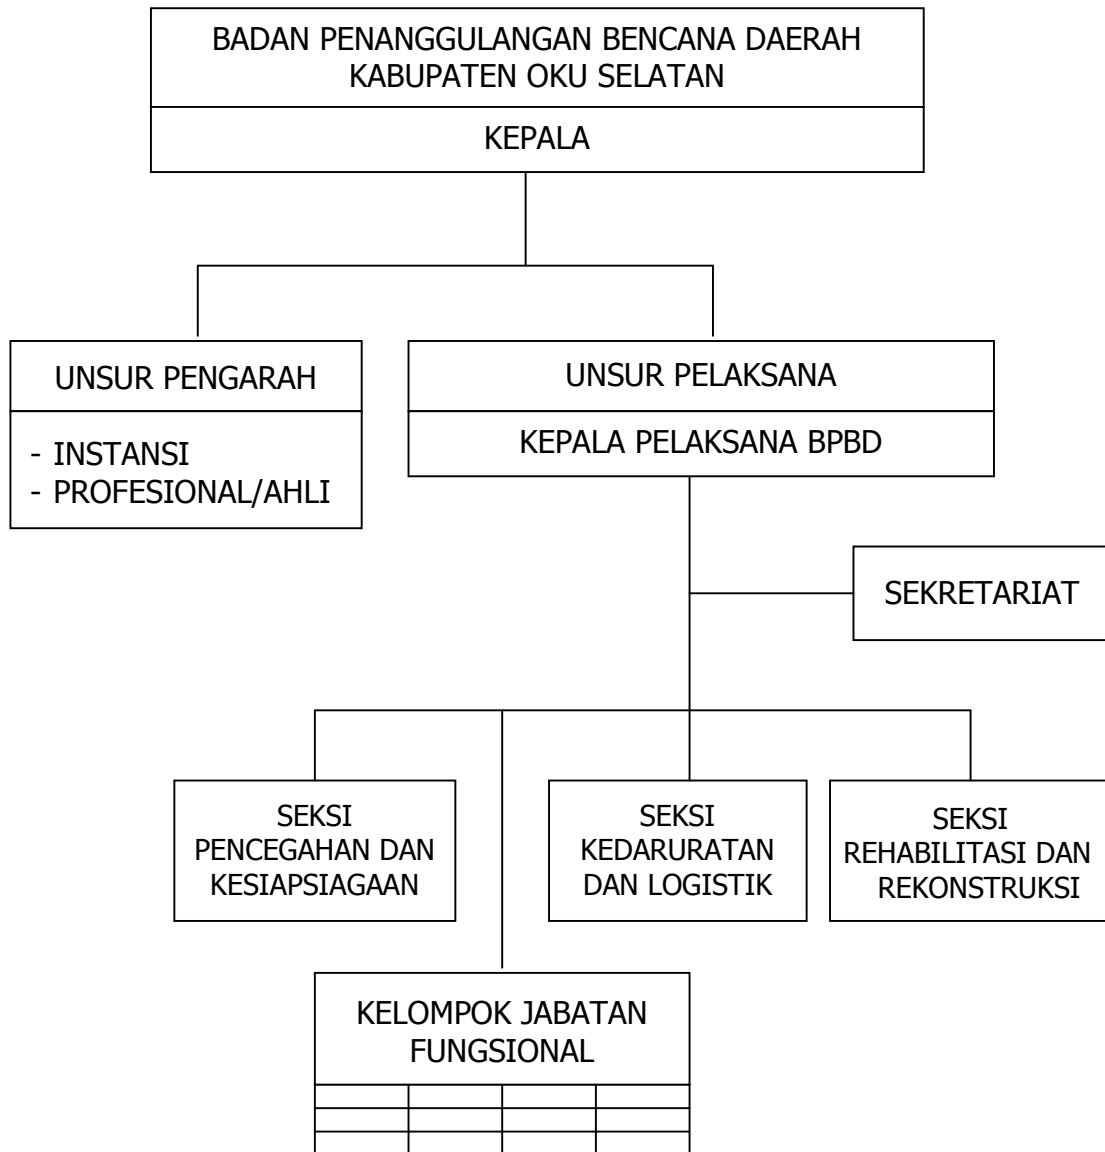 BADAN PENANGGULANGAN BENCANA DAERAH
KABUPATEN OKU SELATAN
KEPALA
UNSUR PENGARAH
- INSTANSI
- PROFESIONAL/AHLI
UNSUR PELAKSANA
KEPALA PELAKSANA BPBD
SEKRETARIAT
SEKSI
PENCEGAHAN DAN
KESIAPSIAGAAN
SEKSI
KEDARURATAN
DAN LOGISTIK
SEKSI
REHABILITASI DAN
REKONSTRUKSI
KELOMPOK JABATAN
FUNGSIONAL